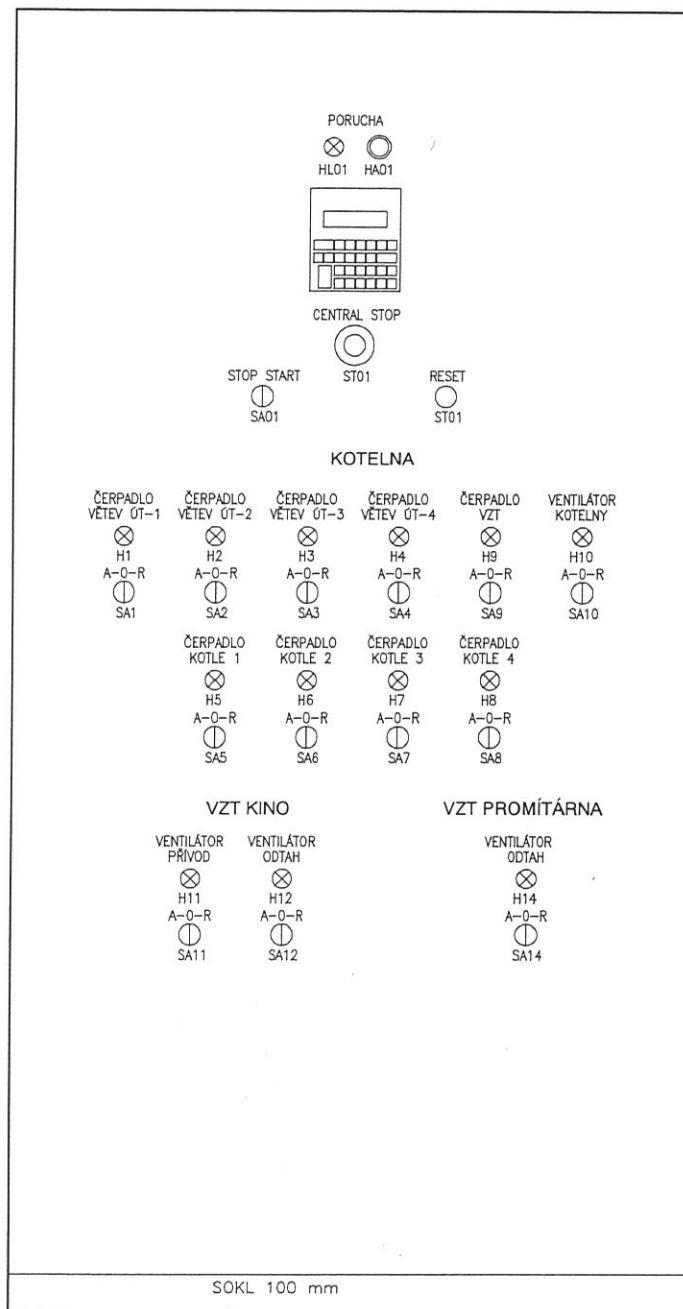 PORUCHA
HL01 HA01
CENTRAL STOP
ST01
STOP START RESET
SA01 ST01
KOTELNA
ČERPADLO ČERPADLO ČERPADLO ČERPADLO ČERPADLO VENTILÁTOR
VĚTEV ÚT-1 VĚTEV ÚT-2 VĚTEV ÚT-3 VĚTEV ÚT-4 VZT KOTELNY
H1 H2 H3 H4 H9 H10
A-0-R A-0-R A-0-R A-0-R A-0-R A-0-R
SA1 SA2 SA3 SA4 SA9 SA10
ČERPADLO ČERPADLO ČERPADLO ČERPADLO
KOTLE 1 KOTLE 2 KOTLE 3 KOTLE 4
H5 H6 H7 H8
A-0-R A-0-R A-0-R A-0-R
SA5 SA6 SA7 SA8
VZT KINO VZT PROMÍTÁRNA
VENTILÁTOR VENTILÁTOR VENTILÁTOR
PŘÍVOD ODTAH ODTAH
H11 H12 H14
A-0-R A-0-R A-0-R
SA11 SA12 SA14
SOKL 100 mm